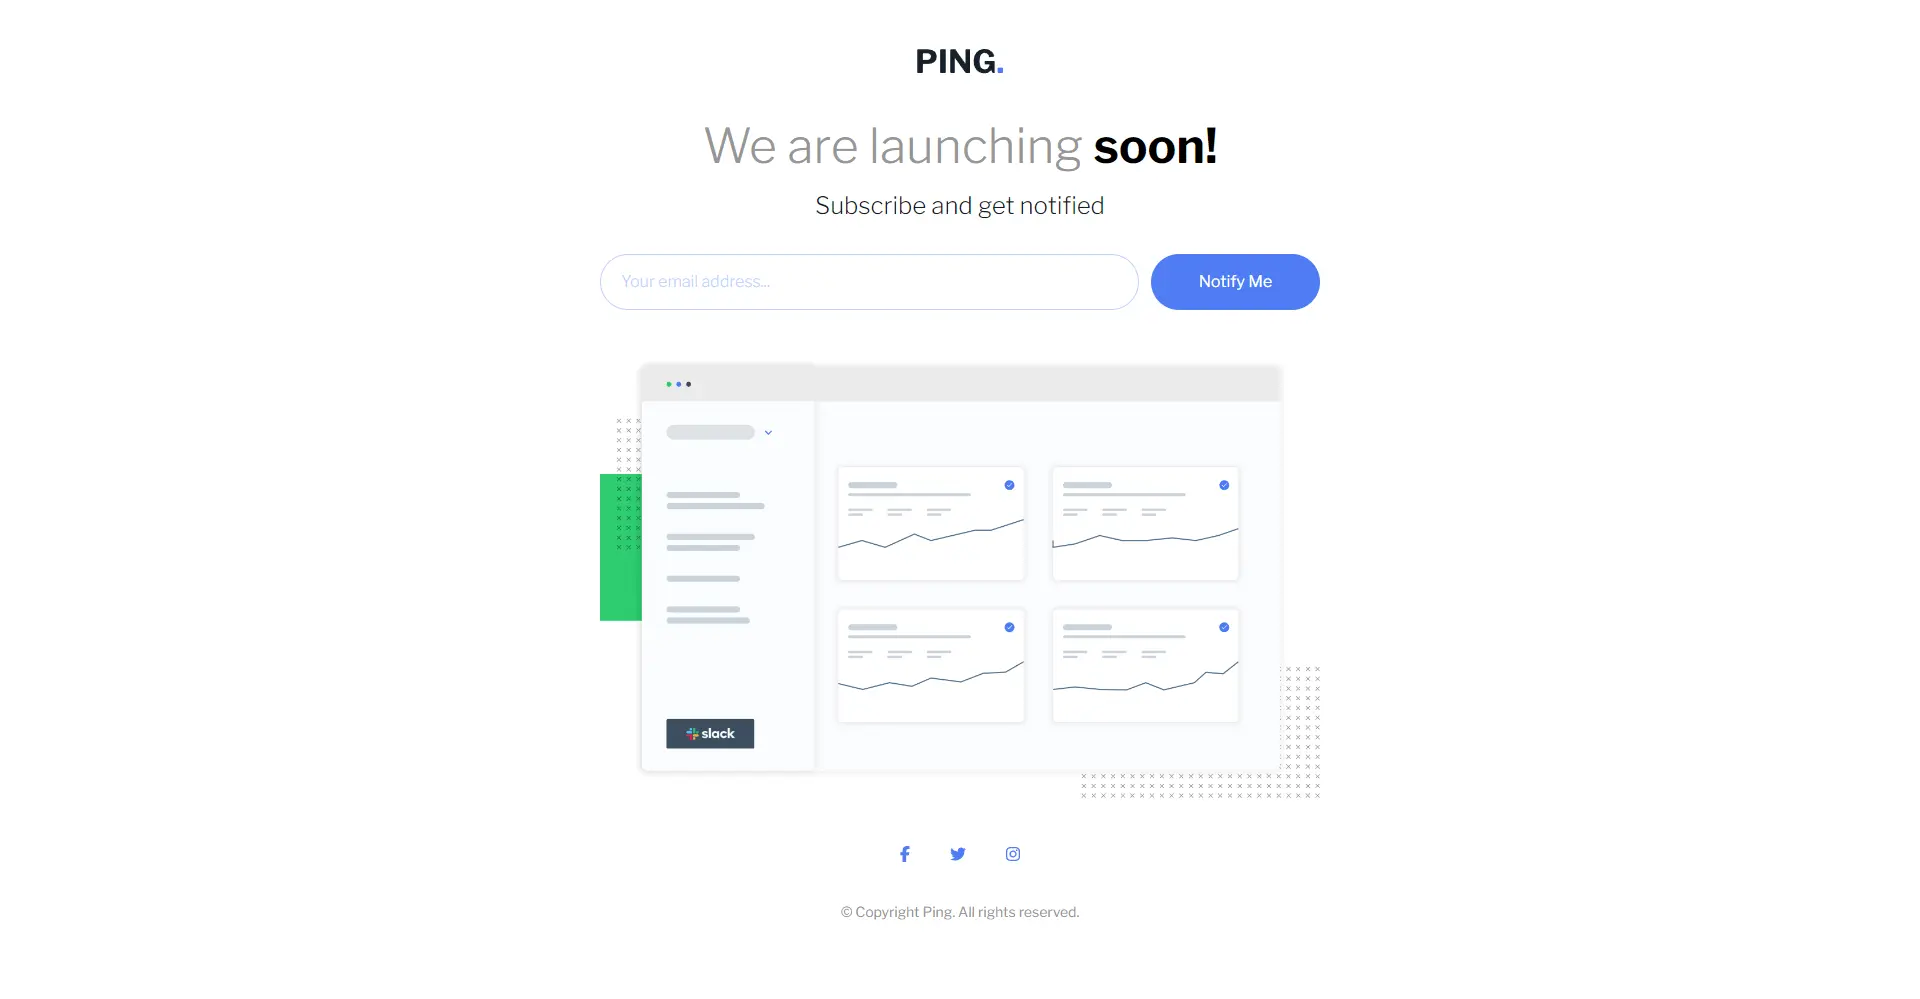 PING.
We are launching soon!
Subscribe and get notified
Your email address...
Notify Me
slack
© Copyright Ping. All rights reserved.